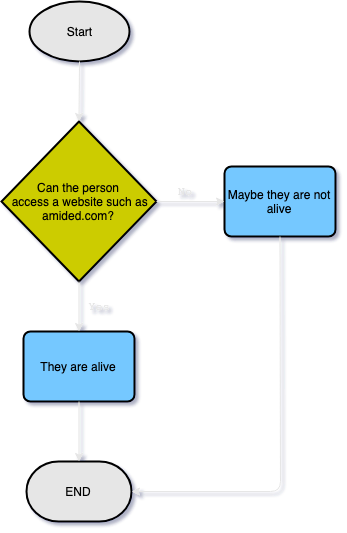 Start
Can the person
access a website such as
amided.com?
No
Maybe they are not
alive
Yes
They are alive
END